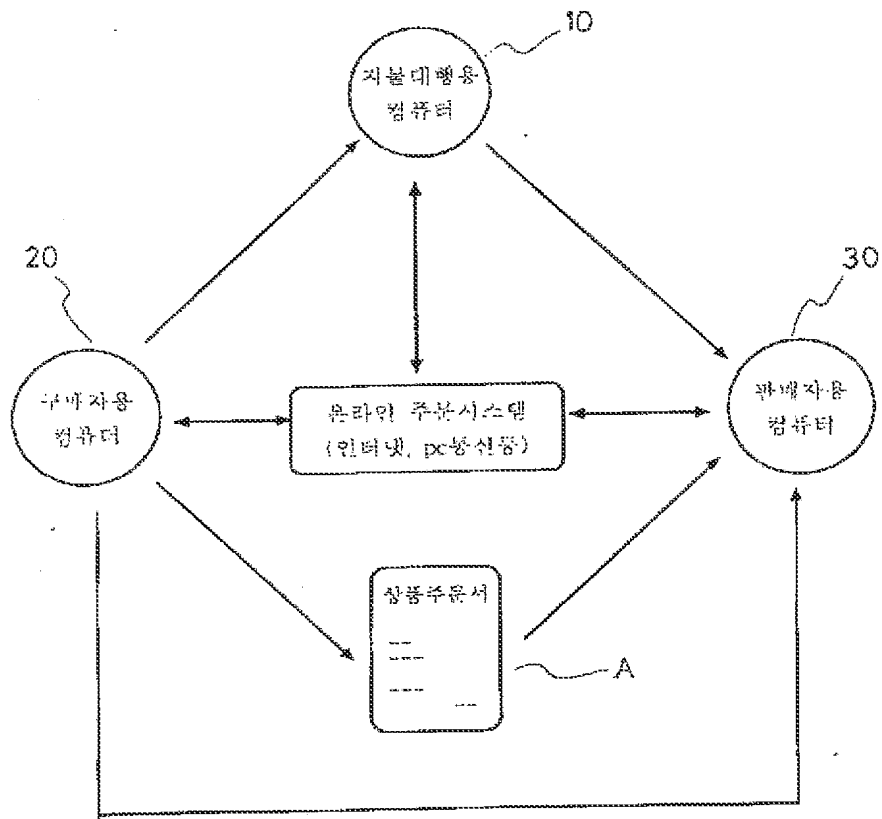 10
지불대행용
컴퓨터
20
30
구매자용
컴퓨터
온라인 주문시스템
(인터넷, pc통신등)
판매자용
컴퓨터
상품주문서
A